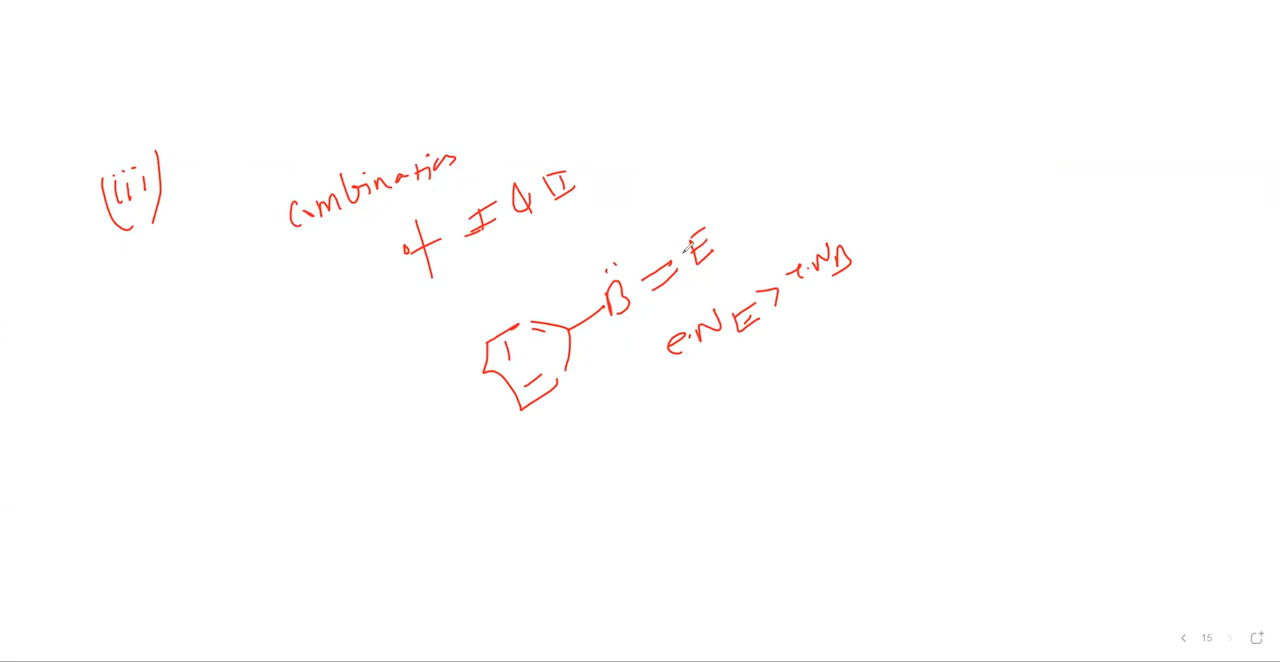 (iii) Combination
of I & II
B̈ = E
e.N E > e.N B
15